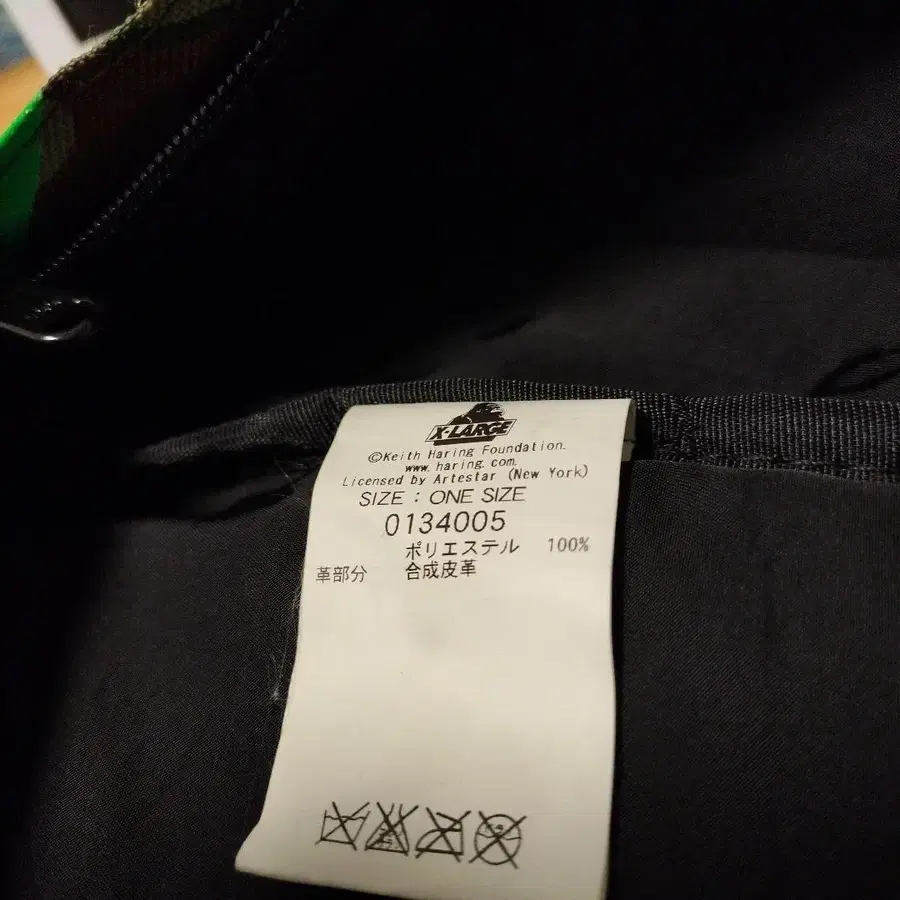 X-LARGE
©Keith Haring Foundation.
www.haring.com.
Licensed by Artestar (New York)
SIZE : ONE SIZE
0134005
ポリエステル 100%
革部分 合成皮革